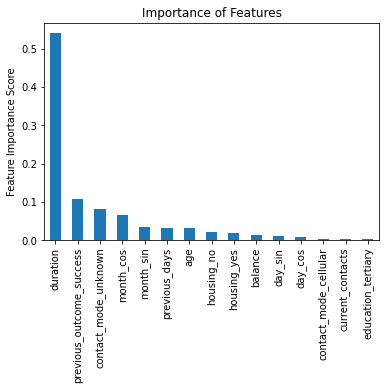 Importance of Features
Feature Importance Score
0.5
0.4
0.3
0.2
0.1
0.0
duration
previous_outcome_success
contact_mode_unknown
month_cos
month_sin
previous_days
age
housing_no
housing_yes
balance
day_sin
day_cos
contact_mode_cellular
current_contacts
education_tertiary